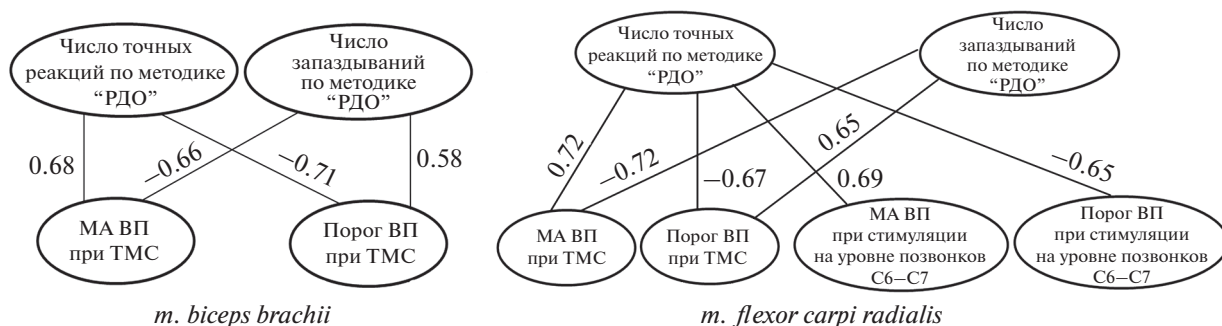 Число точных
реакций по методике
“РДО”
Число
запаздываний
по методике
“РДО”
0.68
−0.66
−0.71
0.58
МА ВП
при ТМС
Порог ВП
при ТМС
m. biceps brachii
Число точных
реакций по методике
“РДО”
Число
запаздываний
по методике
“РДО”
0.72
−0.72
−0.67
0.65
0.69
−0.65
МА ВП
при ТМС
Порог ВП
при ТМС
МА ВП
при стимуляции
на уровне позвонков
С6–С7
Порог ВП
при стимуляции
на уровне позвонков
С6–С7
m. flexor carpi radialis